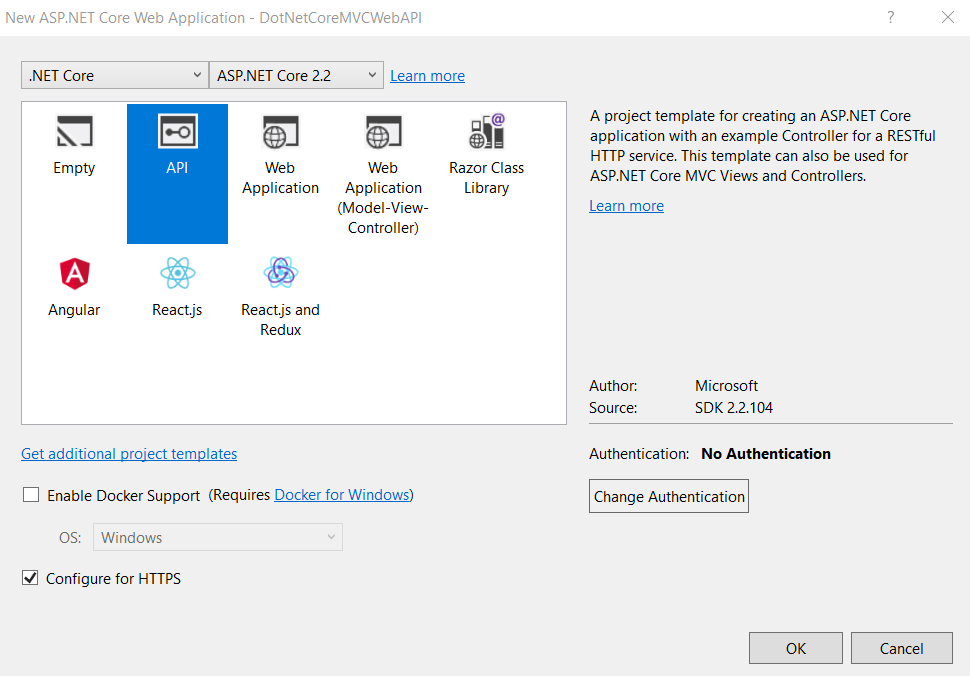 New ASP.NET Core Web Application - DotNetCoreMVCWebAPI
?
.NET Core
ASP.NET Core 2.2
Learn more
Empty
API
Web
Application
Web
Application
(Model-View-
Controller)
Razor Class
Library
Angular
React.js
React.js and
Redux
A project template for creating an ASP.NET Core
application with an example Controller for a RESTful
HTTP service. This template can also be used for
ASP.NET Core MVC Views and Controllers.
Learn more
Author: Microsoft
Source: SDK 2.2.104
Get additional project templates
Authentication: No Authentication
Enable Docker Support (Requires Docker for Windows)
Change Authentication
OS: Windows
Configure for HTTPS
OK
Cancel